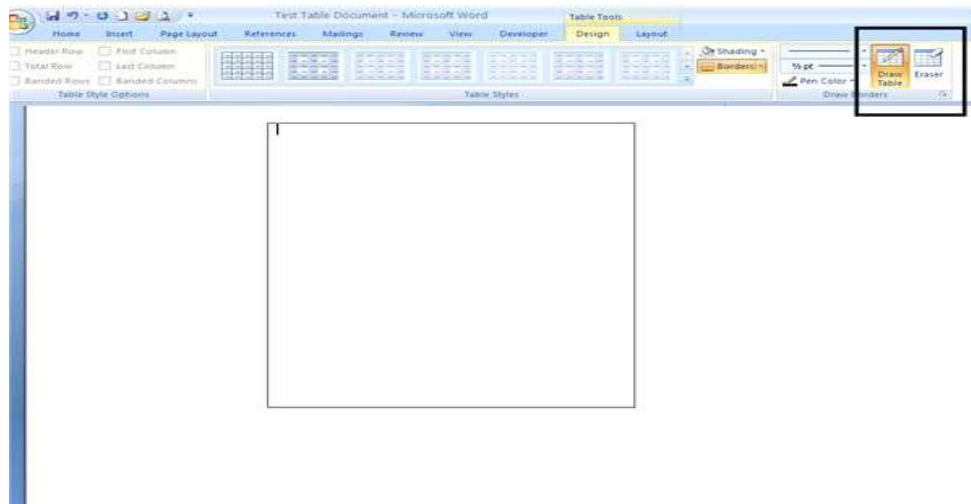 Test Table Document - Microsoft Word
Table Tools
Home Insert Page Layout References Mailings Review View Developer Design Layout
Header Row First Column
Total Row Last Column
Banded Rows Banded Columns
Table Style Options
Table Styles
Shading
Borders
½ pt
Pen Color
Draw Table
Eraser
Draw Borders